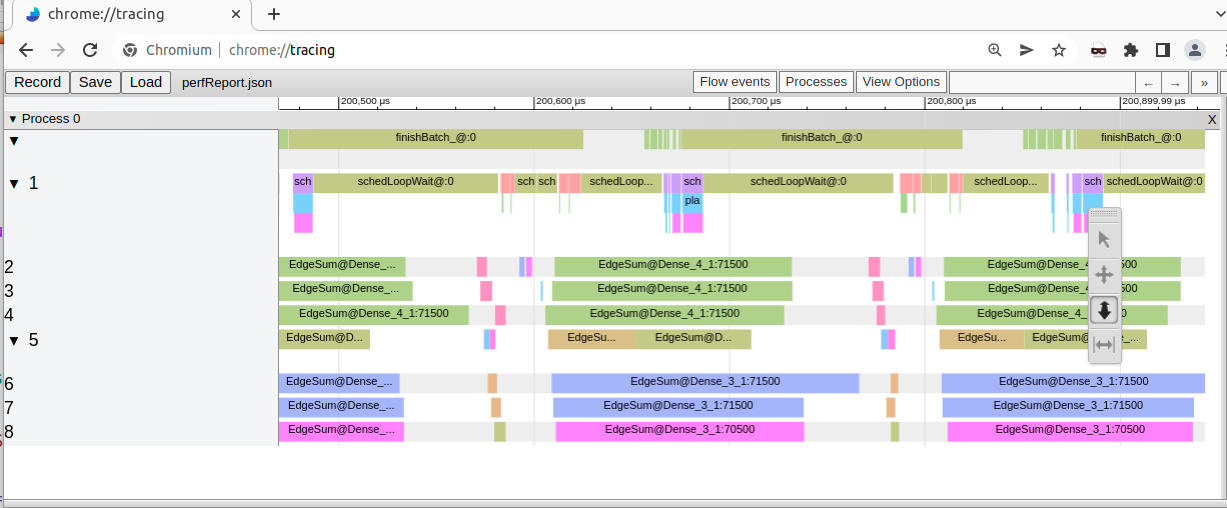 chrome://tracing
Chromium chrome://tracing
Record Save Load perfReport.json Flow events Processes View Options ← → »
200,500 µs 200,600 µs 200,700 µs 200,800 µs 200,899.99 µs
Process 0 X
finishBatch_@:0 finishBatch_@:0 finishBatch_@:0
1 sch schedLoopWait@:0 sch sch schedLoop... sch schedLoopWait@:0 schedLoop... sch schedLoopWait@:0
pla
2 EdgeSum@Dense_... EdgeSum@Dense_4_1:71500 EdgeSum@Dense_4 500
3 EdgeSum@Dense_... EdgeSum@Dense_4_1:71500 EdgeSum@Dense_4 500
4 EdgeSum@Dense_4_1:71500 EdgeSum@Dense_4_1:71500 EdgeSum@Dense_4_ 0
5 EdgeSum@D... EdgeSu... EdgeSum@D... EdgeSu... EdgeSum@ _...
6 EdgeSum@Dense_... EdgeSum@Dense_3_1:71500 EdgeSum@Dense_3_1:71500
7 EdgeSum@Dense_... EdgeSum@Dense_3_1:71500 EdgeSum@Dense_3_1:71500
8 EdgeSum@Dense_... EdgeSum@Dense_3_1:70500 EdgeSum@Dense_3_1:70500